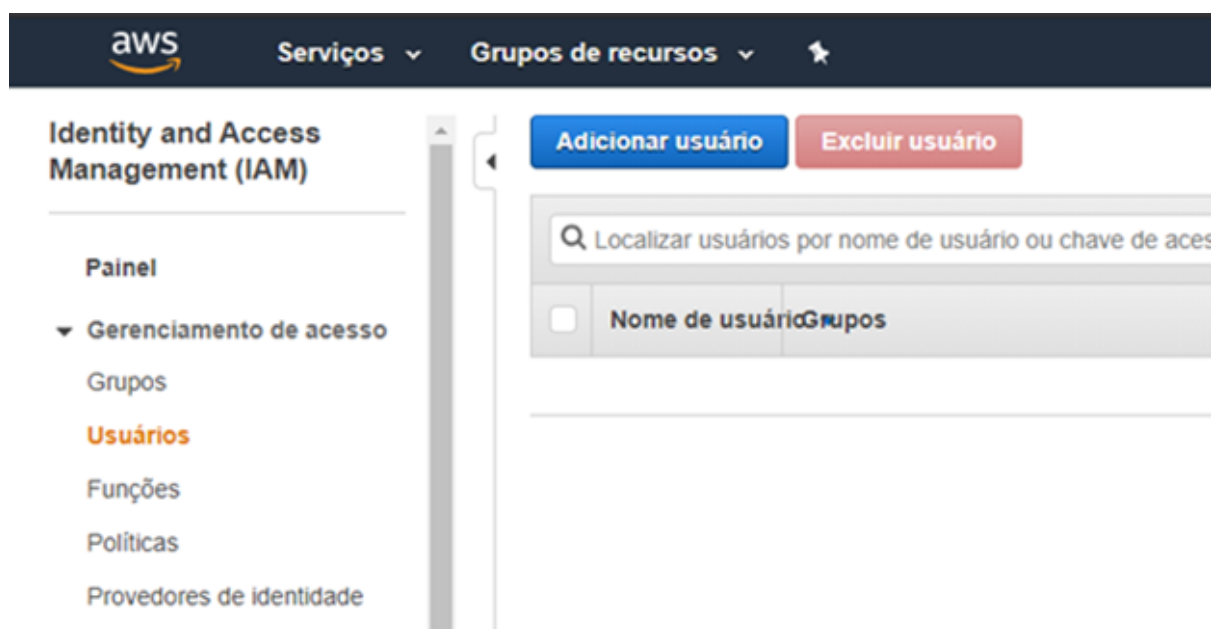 aws
Serviços
Grupos de recursos
Identity and Access
Management (IAM)
Painel
Gerenciamento de acesso
Grupos
Usuários
Funções
Políticas
Provedores de identidade
Adicionar usuário
Excluir usuário
Localizar usuários por nome de usuário ou chave de aces
Nome de usuário
Grupos